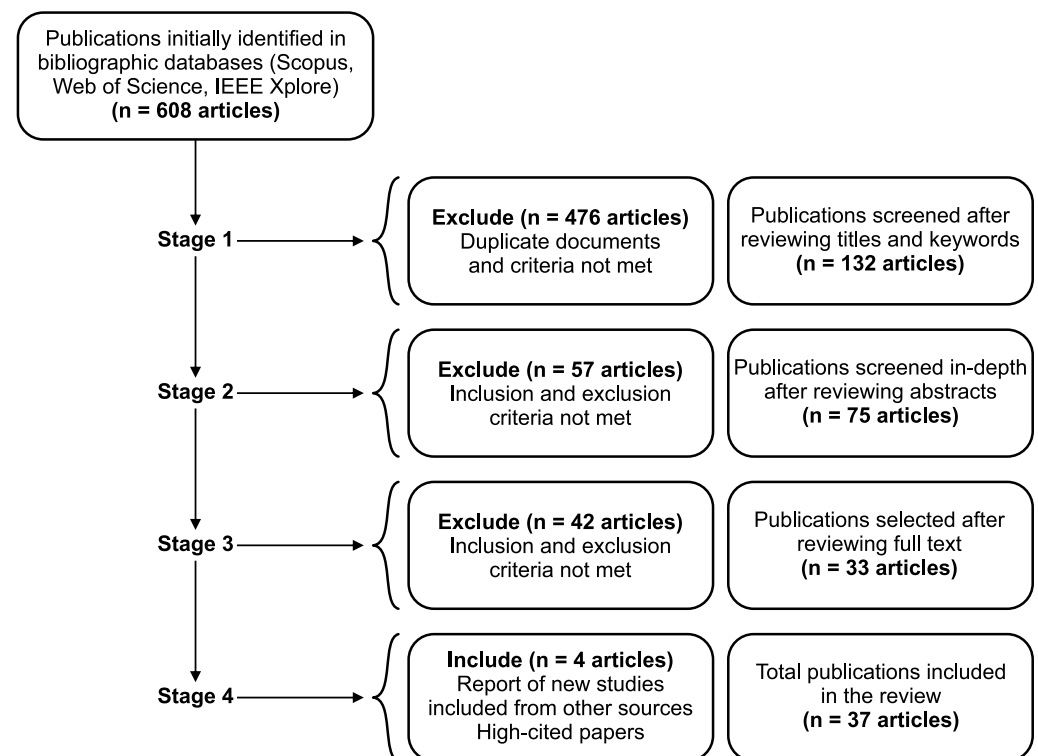 Publications initially identified in
bibliographic databases (Scopus,
Web of Science, IEEE Xplore)
(n = 608 articles)
Stage 1
Exclude (n = 476 articles)
Duplicate documents
and criteria not met
Publications screened after
reviewing titles and keywords
(n = 132 articles)
Stage 2
Exclude (n = 57 articles)
Inclusion and exclusion
criteria not met
Publications screened in-depth
after reviewing abstracts
(n = 75 articles)
Stage 3
Exclude (n = 42 articles)
Inclusion and exclusion
criteria not met
Publications selected after
reviewing full text
(n = 33 articles)
Stage 4
Include (n = 4 articles)
Report of new studies
included from other sources
High-cited papers
Total publications included
in the review
(n = 37 articles)